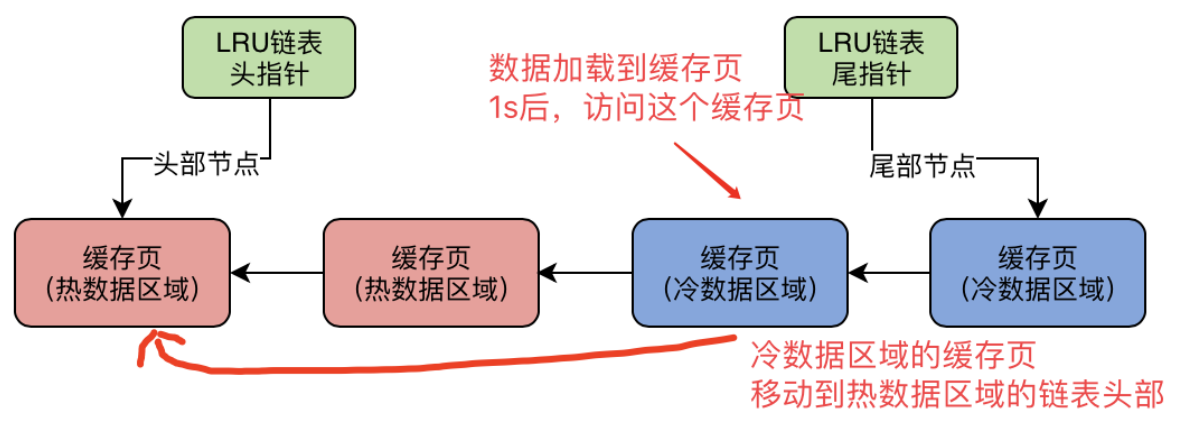 LRU链表
头指针
LRU链表
尾指针
数据加载到缓存页
1s后，访问这个缓存页
头部节点
尾部节点
缓存页
（热数据区域）
缓存页
（热数据区域）
缓存页
（冷数据区域）
缓存页
（冷数据区域）
冷数据区域的缓存页
移动到热数据区域的链表头部